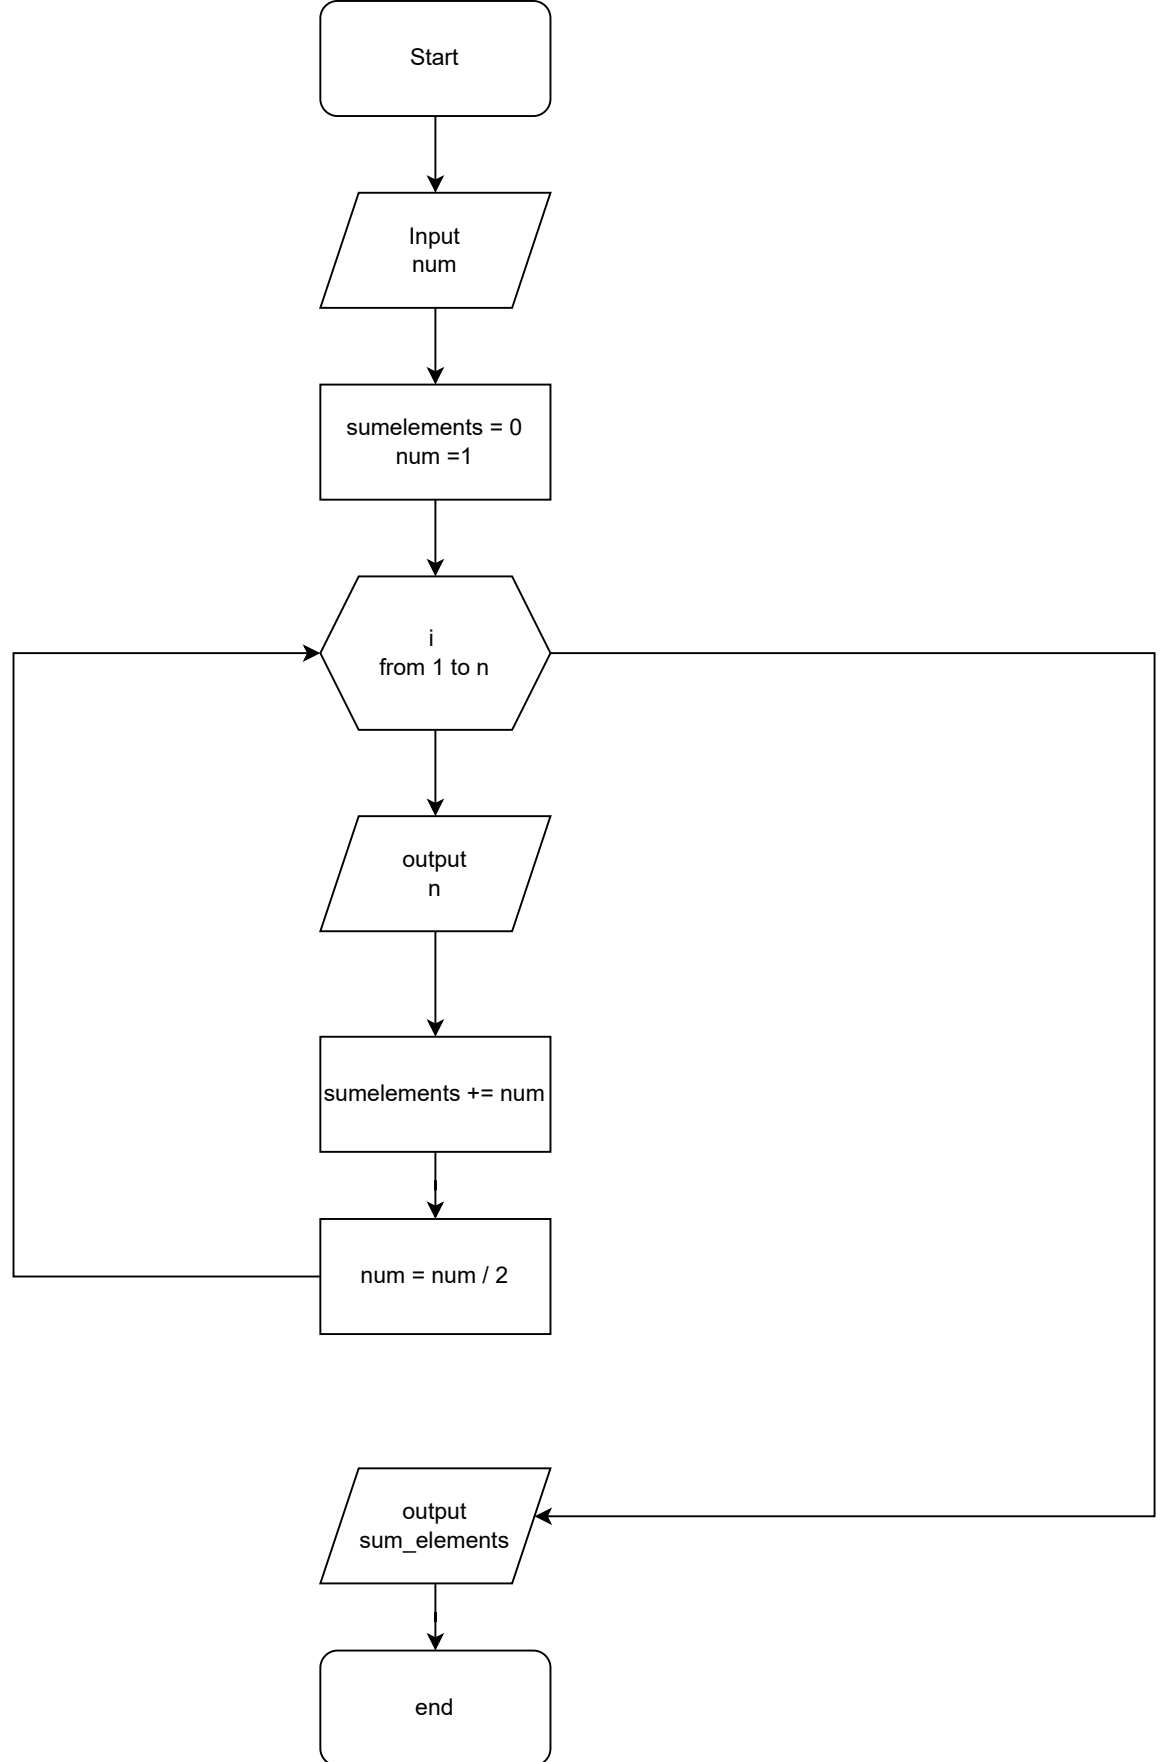 Start
Input
num
sumelements = 0
num =1
i
from 1 to n
output
n
sumelements += num
num = num / 2
output
sum_elements
end